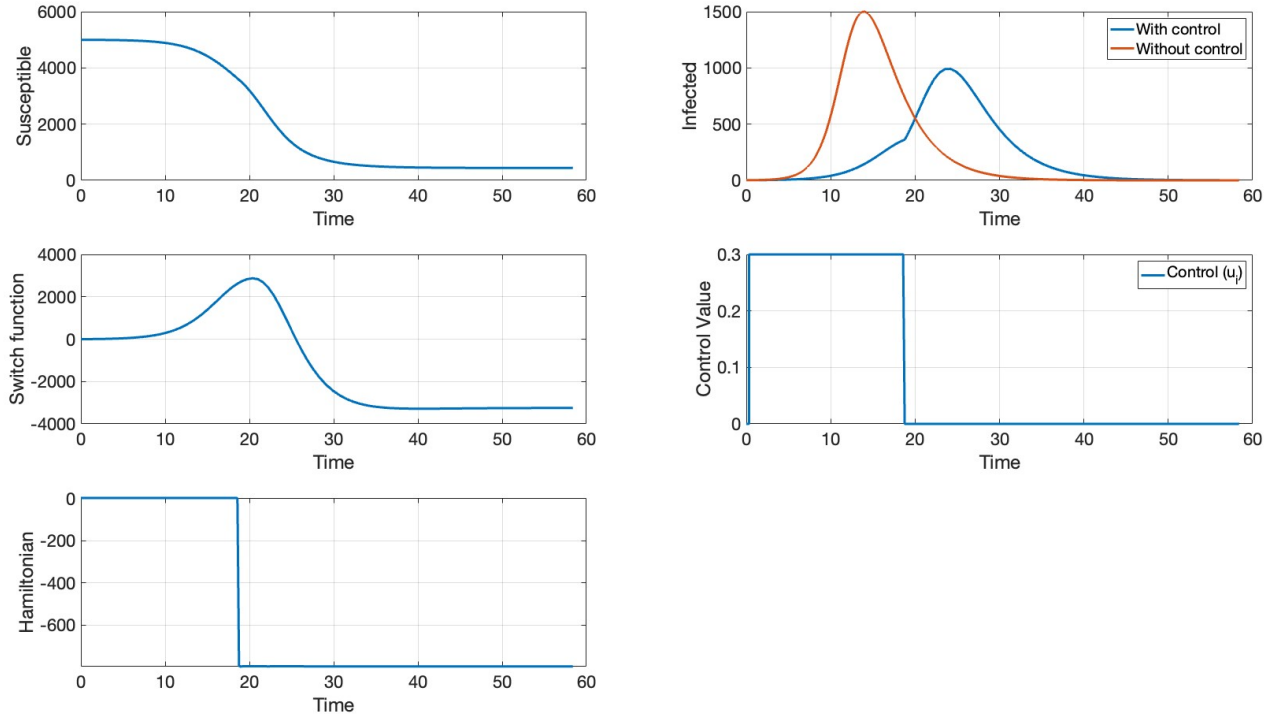 6000
4000
2000
0
Susceptible
0 10 20 30 40 50 60
Time
1500
1000
500
0
Infected
With control
Without control
0 10 20 30 40 50 60
Time
4000
2000
0
-2000
-4000
Switch function
0 10 20 30 40 50 60
Time
0.3
0.2
0.1
0
Control Value
Control (u_i)
0 10 20 30 40 50 60
Time
0
-200
-400
-600
Hamiltonian
0 10 20 30 40 50 60
Time